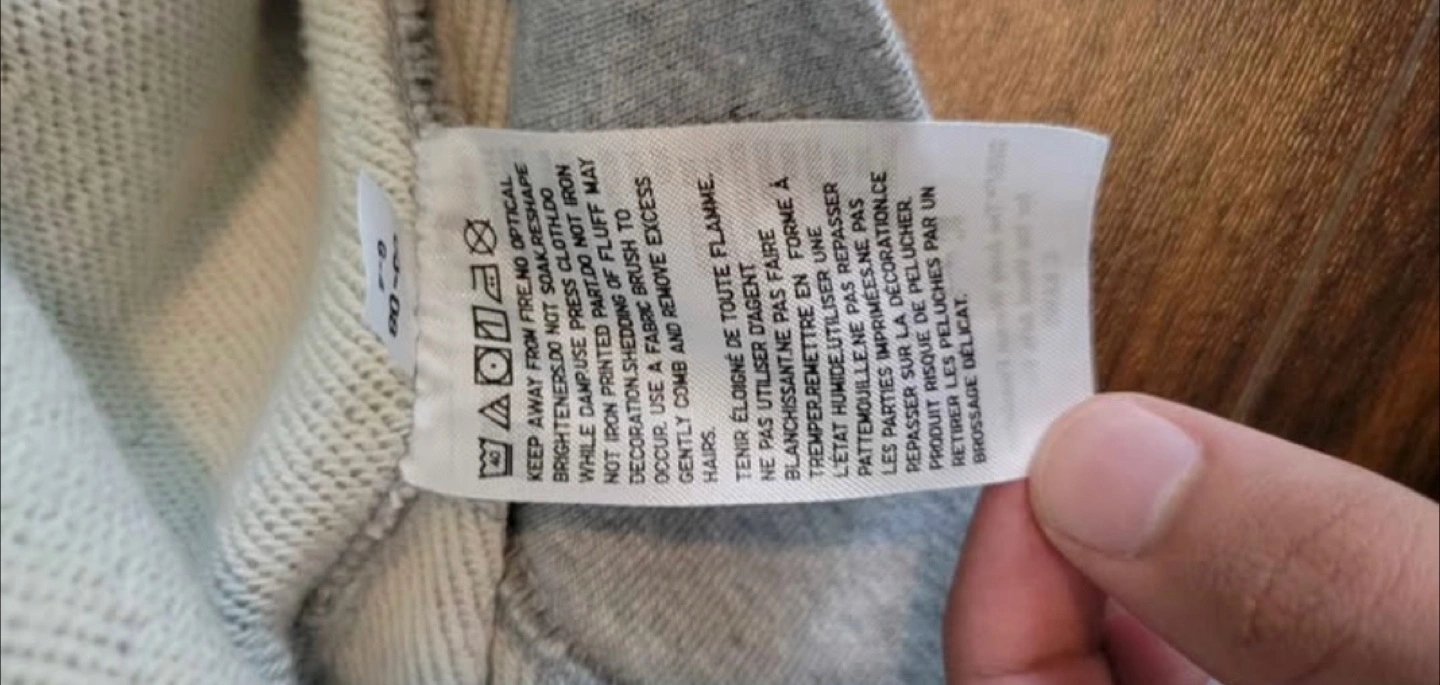 40
KEEP AWAY FROM FIRE.NO OPTICAL
BRIGHTENERS.DO NOT SOAK.RESHAPE
WHILE DAMP.USE PRESS CLOTH.DO
NOT IRON PRINTED PART.DO NOT IRON
DECORATION.SHEDDING OF FLUFF MAY
OCCUR. USE A FABRIC BRUSH TO
GENTLY COMB AND REMOVE EXCESS
HAIRS.
TENIR ÉLOIGNÉ DE TOUTE FLAMME.
NE PAS UTILISER D'AGENT
BLANCHISSANT.NE PAS FAIRE
TREMPER.REMETTRE EN FORME À
L'ÉTAT HUMIDE.UTILISER UNE
PATTEMOUILLE.NE PAS REPASSER
LES PARTIES IMPRIMÉES.NE PAS
REPASSER SUR LA DÉCORATION.CE
PRODUIT RISQUE DE PELUCHER.
RETIRER LES PELUCHES PAR UN
BROSSAGE DÉLICAT.